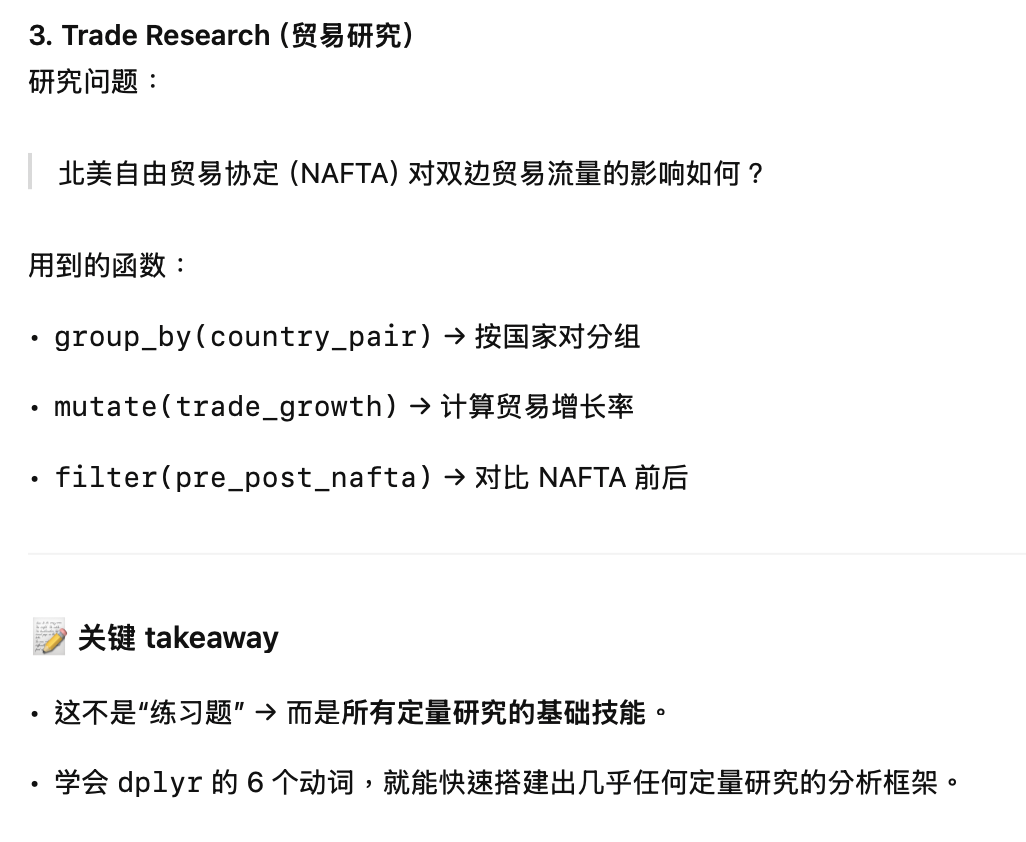 3. Trade Research (贸易研究)
研究问题：
北美自由贸易协定 (NAFTA) 对双边贸易流量的影响如何？
用到的函数：
• group_by(country_pair) → 按国家对分组
• mutate(trade_growth) → 计算贸易增长率
• filter(pre_post_nafta) → 对比 NAFTA 前后
📝 关键 takeaway
• 这不是“练习题” → 而是所有定量研究的基础技能。
• 学会 dplyr 的 6 个动词，就能快速搭建出几乎任何定量研究的分析框架。